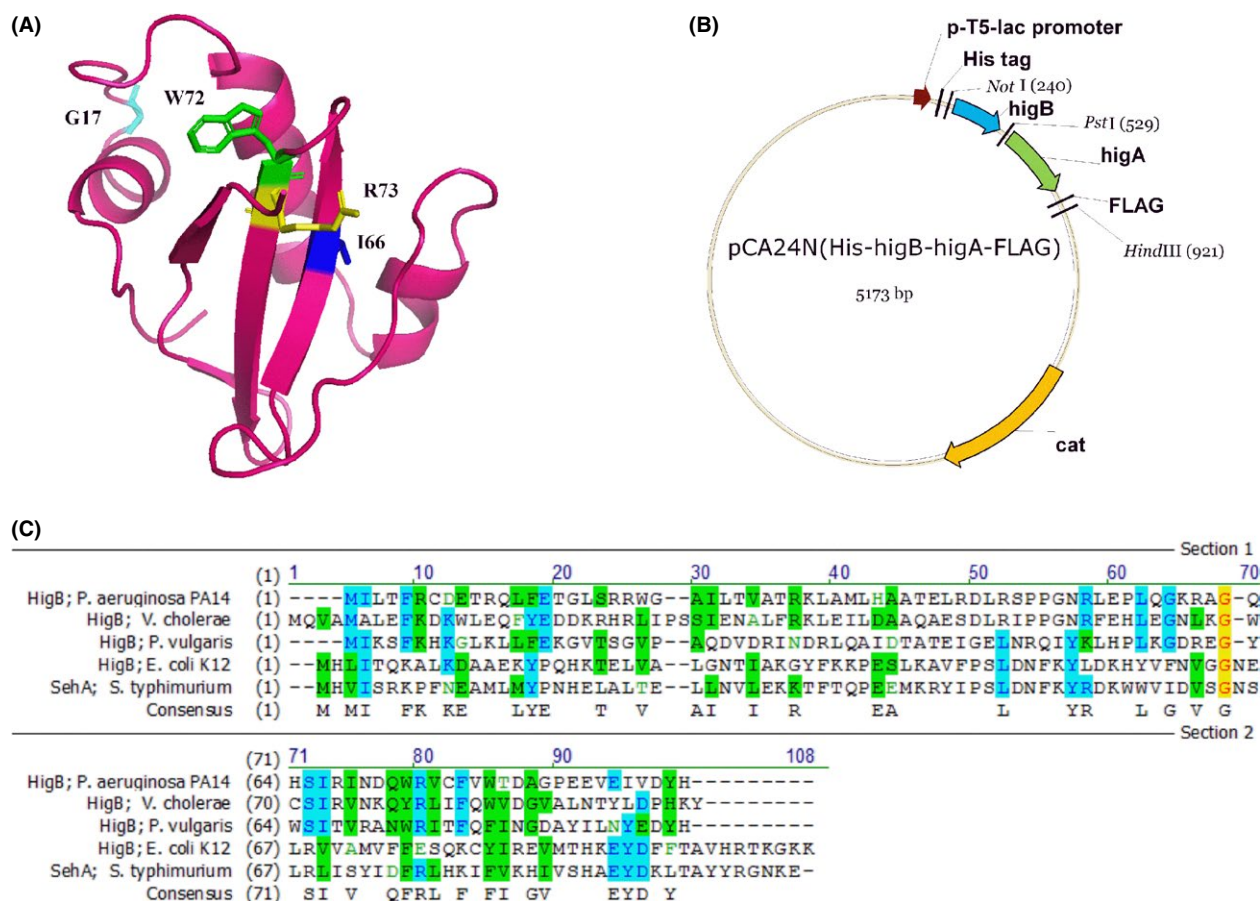 (A)
G17
W72
R73
I66
(B)
p-T5-lac promoter
His tag
Not I (240)
higB
PstI (529)
higA
FLAG
HindIII (921)
pCA24N(His-higB-higA-FLAG)
5173 bp
cat
(C)
Section 1
(1) 1 10 20 30 40 50 60 70
HigB; P. aeruginosa PA14 (1) ----MILTFRCDETRQLFETGLSRRWG--AILTVATRKLAMLHAATELRDLRSPPGNRLEPLQGKRAG-Q
HigB; V. cholerae (1) MQVAMALEFKDKWLEQFYEDDKRHRLIPSSIENALFRKLEILDAAQAESDLRIPPGNRFEHLEGNLKG-W
HigB; P. vulgaris (1) ----MIKSFKHKGLKLLFEKGVTSGVP--AQDVDRINDRLQAIDTATEIGELNRQIYKLHPLKGDREG-Y
HigB; E. coli K12 (1) --MHLITQKALKDAAEKYPQHKTELVA--LGNTIAKGYFKKPESLKAVFPSLDNFKYLDKHYVFNVGGNE
SehA; S. typhimurium (1) --MHVISRKPFNEAMLMYPNHELALTE--LLNVLEKKTFTQPEEMKRYIPSLDNFKYRDKWWVIDVSGNS
Consensus (1) M MI FK KE LYE T V AI I R EA L YR L G V G
Section 2
(71) 71 80 90 108
HigB; P. aeruginosa PA14 (64) HSIRINDQWRVCFVWTDAGPEEVEIVDYH---------
HigB; V. cholerae (70) CSIRVNKQYRLIFQWVDGVALNTYLDPHKY--------
HigB; P. vulgaris (64) WSITVRANWRITFQFINGDAYILNYEDYH---------
HigB; E. coli K12 (67) LRVVAMVFFESQKCYIREVMTHKEYDFFTAVHRTKGKK
SehA; S. typhimurium (67) LRLISYIDFRLHKIFVKHIVSHAEYDKLTAYYRGNKE-
Consensus (71) SI V QFRL F FI GV EYD Y